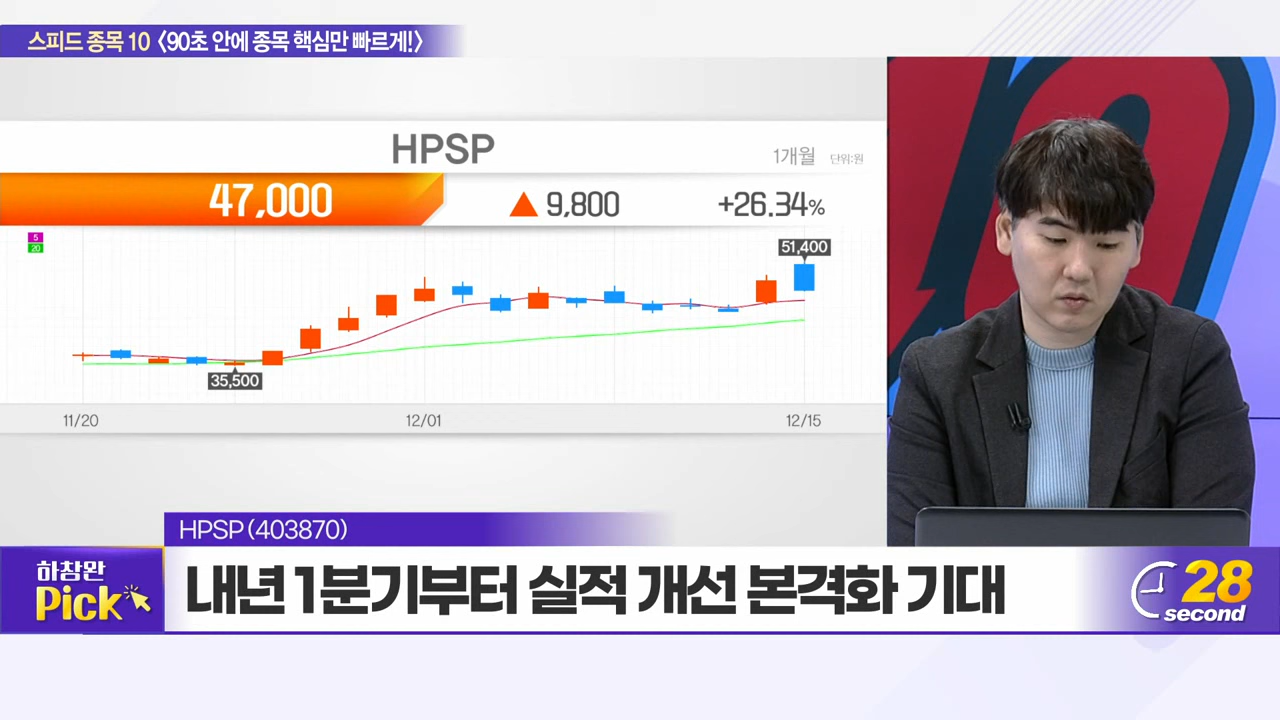 스피드 종목 10 〈90초 안에 종목 핵심만 빠르게!〉
HPSP
1개월 단위:원
47,000 ▲ 9,800 +26.34%
5
20
51,400
35,500
11/20 12/01 12/15
HPSP(403870)
하창완
Pick
내년 1분기부터 실적 개선 본격화 기대
28
second